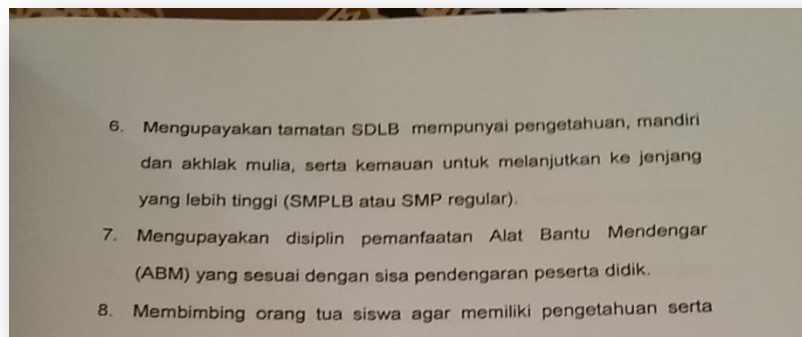 6. Mengupayakan tamatan SDLB mempunyai pengetahuan, mandiri
dan akhlak mulia, serta kemauan untuk melanjutkan ke jenjang
yang lebih tinggi (SMPLB atau SMP regular).
7. Mengupayakan disiplin pemanfaatan Alat Bantu Mendengar
(ABM) yang sesuai dengan sisa pendengaran peserta didik.
8. Membimbing orang tua siswa agar memiliki pengetahuan serta